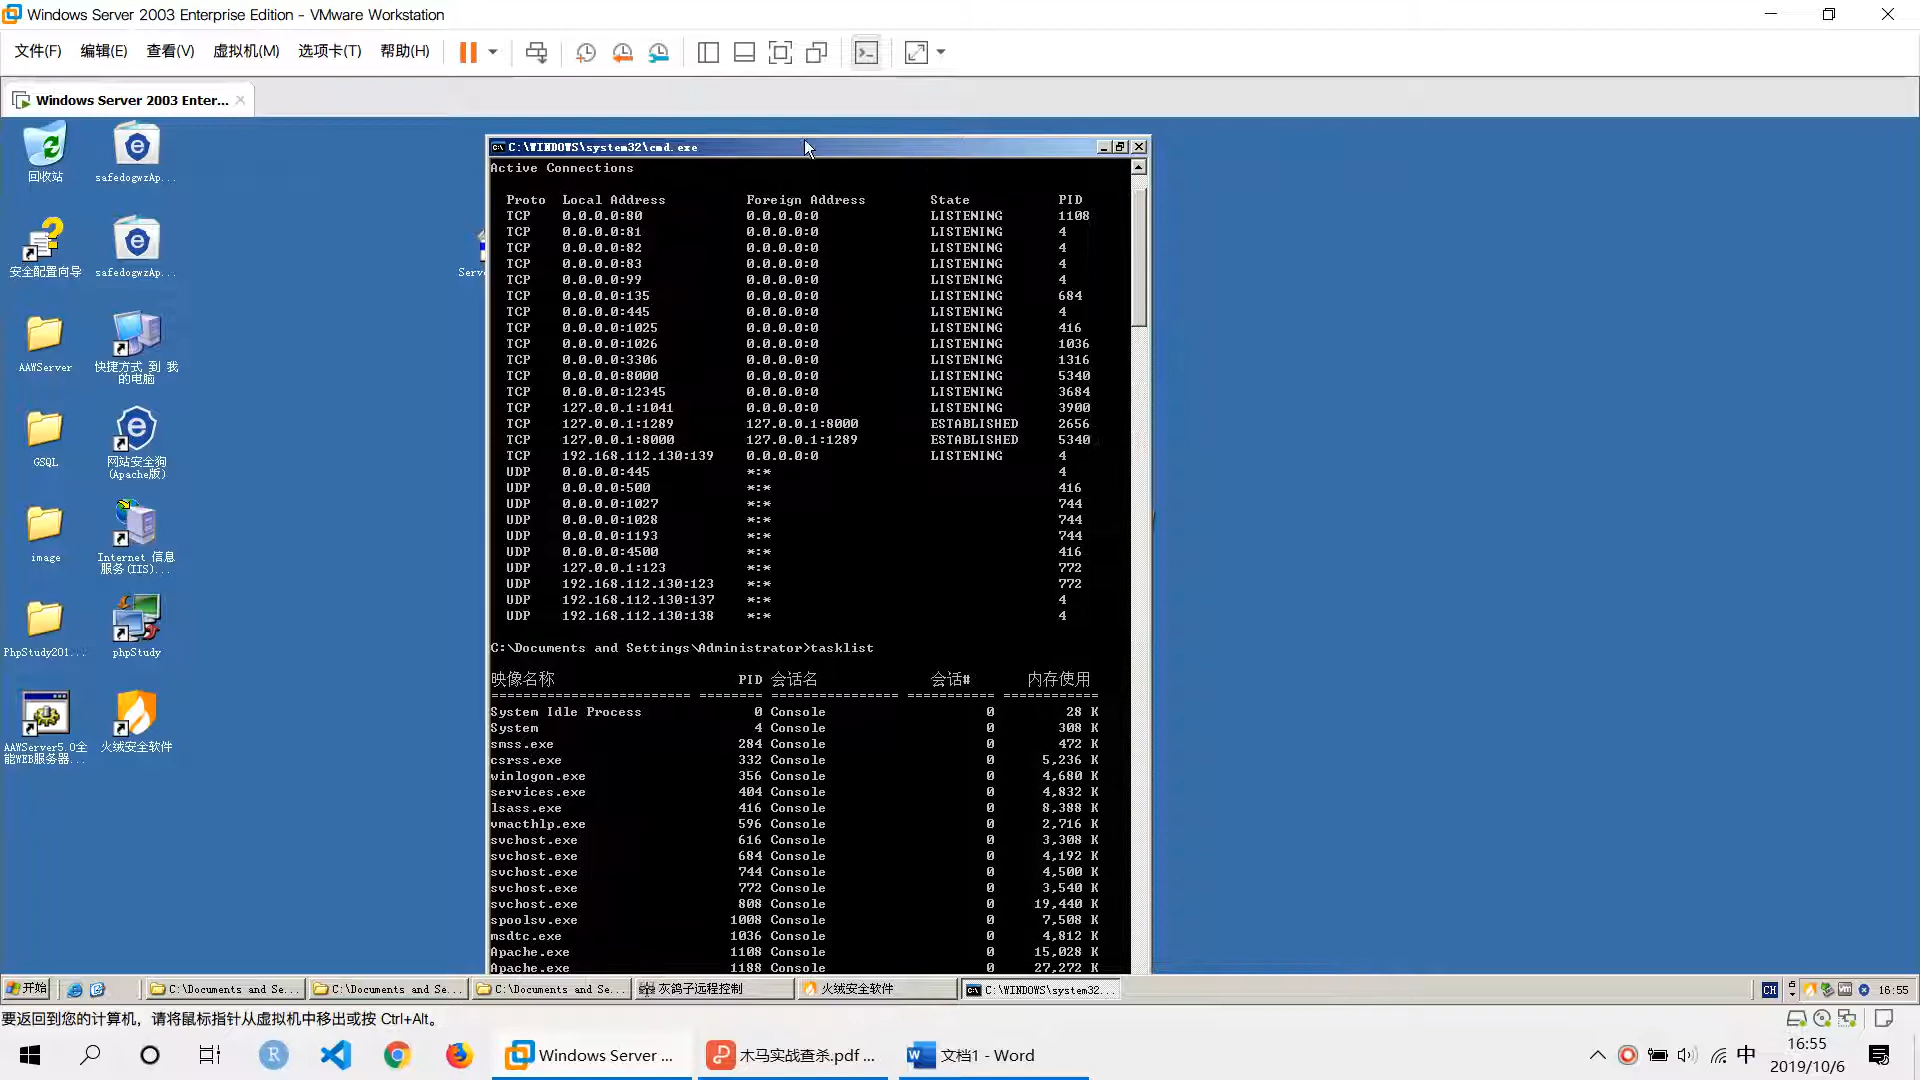 Windows Server 2003 Enterprise Edition - VMware Workstation
文件(F) 编辑(E) 查看(V) 虚拟机(M) 选项卡(T) 帮助(H)
Windows Server 2003 Enter...
回收站
safedogwzAp...
安全配置向导
safedogwzAp...
Serv
AAWServer
快捷方式 到 我的电脑
GSQL
网站安全狗(Apache版)
image
Internet 信息服务(IIS)...
PhpStudy201...
phpStudy
AAWServer5.0全能WEB服务器...
火绒安全软件
C:\WINDOWS\system32\cmd.exe
Active Connections
Proto Local Address Foreign Address State PID
TCP 0.0.0.0:80 0.0.0.0:0 LISTENING 1108
TCP 0.0.0.0:81 0.0.0.0:0 LISTENING 4
TCP 0.0.0.0:82 0.0.0.0:0 LISTENING 4
TCP 0.0.0.0:83 0.0.0.0:0 LISTENING 4
TCP 0.0.0.0:99 0.0.0.0:0 LISTENING 4
TCP 0.0.0.0:135 0.0.0.0:0 LISTENING 684
TCP 0.0.0.0:445 0.0.0.0:0 LISTENING 4
TCP 0.0.0.0:1025 0.0.0.0:0 LISTENING 416
TCP 0.0.0.0:1026 0.0.0.0:0 LISTENING 1036
TCP 0.0.0.0:3306 0.0.0.0:0 LISTENING 1316
TCP 0.0.0.0:8000 0.0.0.0:0 LISTENING 5340
TCP 0.0.0.0:12345 0.0.0.0:0 LISTENING 3684
TCP 127.0.0.1:1041 0.0.0.0:0 LISTENING 3900
TCP 127.0.0.1:1289 127.0.0.1:8000 ESTABLISHED 2656
TCP 127.0.0.1:8000 127.0.0.1:1289 ESTABLISHED 5340
TCP 192.168.112.130:139 0.0.0.0:0 LISTENING 4
UDP 0.0.0.0:445 *:* 4
UDP 0.0.0.0:500 *:* 416
UDP 0.0.0.0:1027 *:* 744
UDP 0.0.0.0:1028 *:* 744
UDP 0.0.0.0:1193 *:* 744
UDP 0.0.0.0:4500 *:* 416
UDP 127.0.0.1:123 *:* 772
UDP 192.168.112.130:123 *:* 772
UDP 192.168.112.130:137 *:* 4
UDP 192.168.112.130:138 *:* 4
C:\Documents and Settings\Administrator>tasklist
映像名称 PID 会话名 会话# 内存使用
========================= ======== ================ =========== ============
System Idle Process 0 Console 0 28 K
System 4 Console 0 308 K
smss.exe 284 Console 0 472 K
csrss.exe 332 Console 0 5,236 K
winlogon.exe 356 Console 0 4,680 K
services.exe 404 Console 0 4,832 K
lsass.exe 416 Console 0 8,388 K
vmacthlp.exe 596 Console 0 2,716 K
svchost.exe 616 Console 0 3,308 K
svchost.exe 684 Console 0 4,192 K
svchost.exe 744 Console 0 4,500 K
svchost.exe 772 Console 0 3,540 K
svchost.exe 808 Console 0 19,440 K
spoolsv.exe 1008 Console 0 7,508 K
msdtc.exe 1036 Console 0 4,812 K
Apache.exe 1108 Console 0 15,028 K
Apache.exe 1188 Console 0 27,272 K
开始 C:\Documents and Se... C:\Documents and Se... C:\Documents and Se... 灰鸽子远程控制 火绒安全软件 C:\WINDOWS\system32... CH 16:55
要返回到您的计算机，请将鼠标指针从虚拟机中移出或按 Ctrl+Alt。
Windows Server ... 木马实战查杀.pdf ... 文档1 - Word 中 16:55
2019/10/6